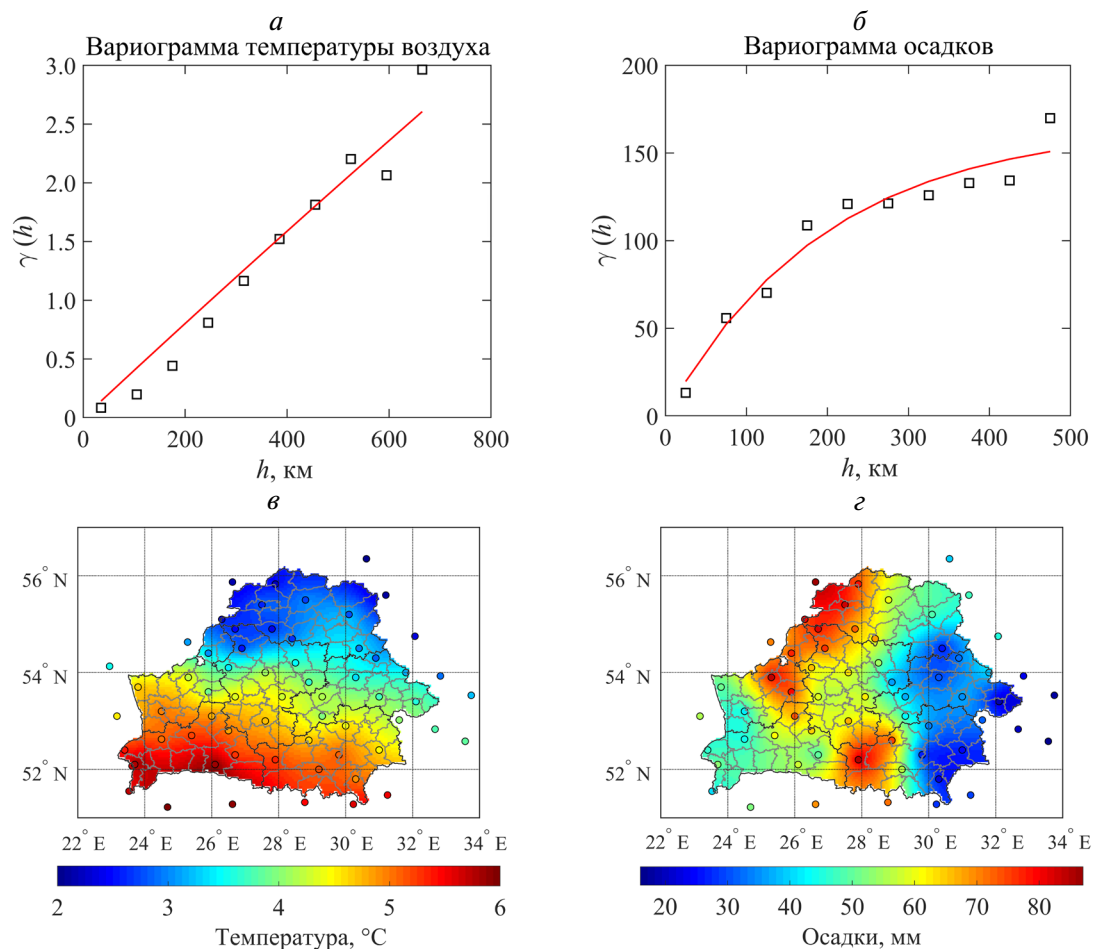 а
Вариограмма температуры воздуха
3.0
2.5
2.0
1.5
1.0
0.5
0
γ (h)
0 200 400 600 800
h, км
б
Вариограмма осадков
200
150
100
50
0
γ (h)
0 100 200 300 400 500
h, км
в
56° N
54° N
52° N
22° E 24° E 26° E 28° E 30° E 32° E 34° E
2 3 4 5 6
Температура, °C
г
56° N
54° N
52° N
22° E 24° E 26° E 28° E 30° E 32° E 34° E
20 30 40 50 60 70 80
Осадки, мм